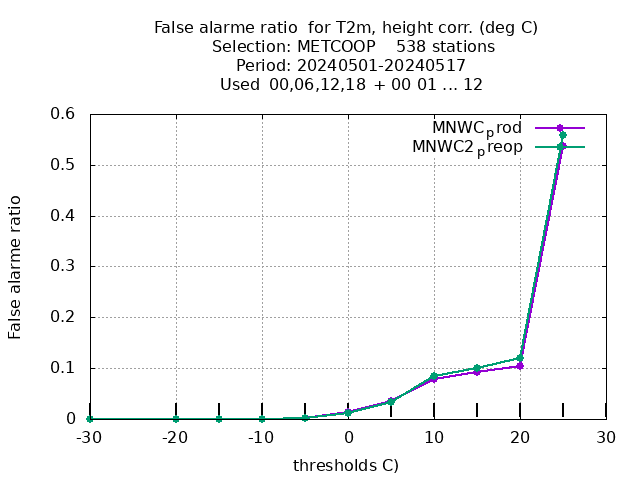 False alarme ratio  for T2m, height corr. (deg C)
Selection: METCOOP    538 stations
Period: 20240501-20240517
Used  00,06,12,18 + 00 01 ... 12
MNWCprod
MNWC2preop
0.6
0.5
0.4
0.3
0.2
0.1
0
False alarme ratio
-30 -20 -10 0 10 20 30
thresholds C)